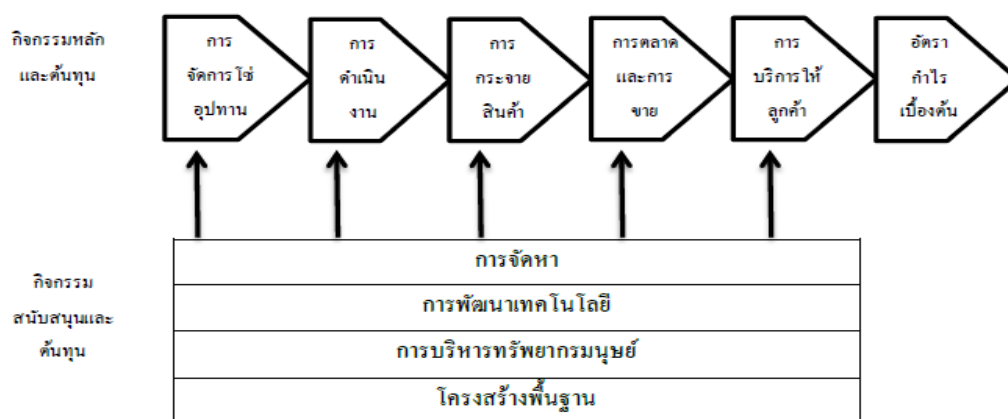 กิจกรรมหลัก
และต้นทุน
การ
จัดการโซ่
อุปทาน
การ
ดำเนิน
งาน
การ
กระจาย
สินค้า
การตลาด
และการ
ขาย
การ
บริการให้
ลูกค้า
อัตรา
กำไร
เบื้องต้น
กิจกรรม
สนับสนุนและ
ต้นทุน
การจัดหา
การพัฒนาเทคโนโลยี
การบริหารทรัพยากรมนุษย์
โครงสร้างพื้นฐาน